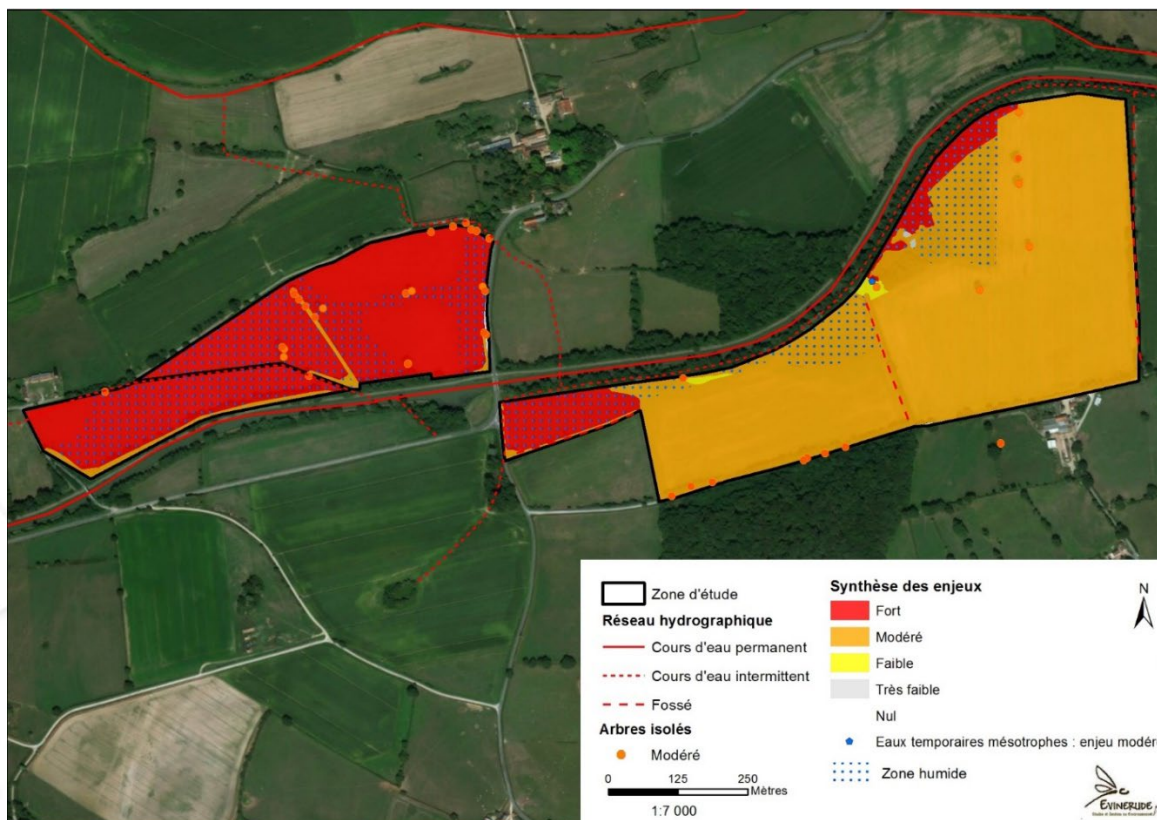 Zone d'étude
Réseau hydrographique
Cours d'eau permanent
Cours d'eau intermittent
Fossé
Arbres isolés
Modéré
0 125 250
Mètres
1:7 000
Synthèse des enjeux
Fort
Modéré
Faible
Très faible
Nul
Eaux temporaires mésotrophes : enjeu modéré
Zone humide
N
EVINERUDE